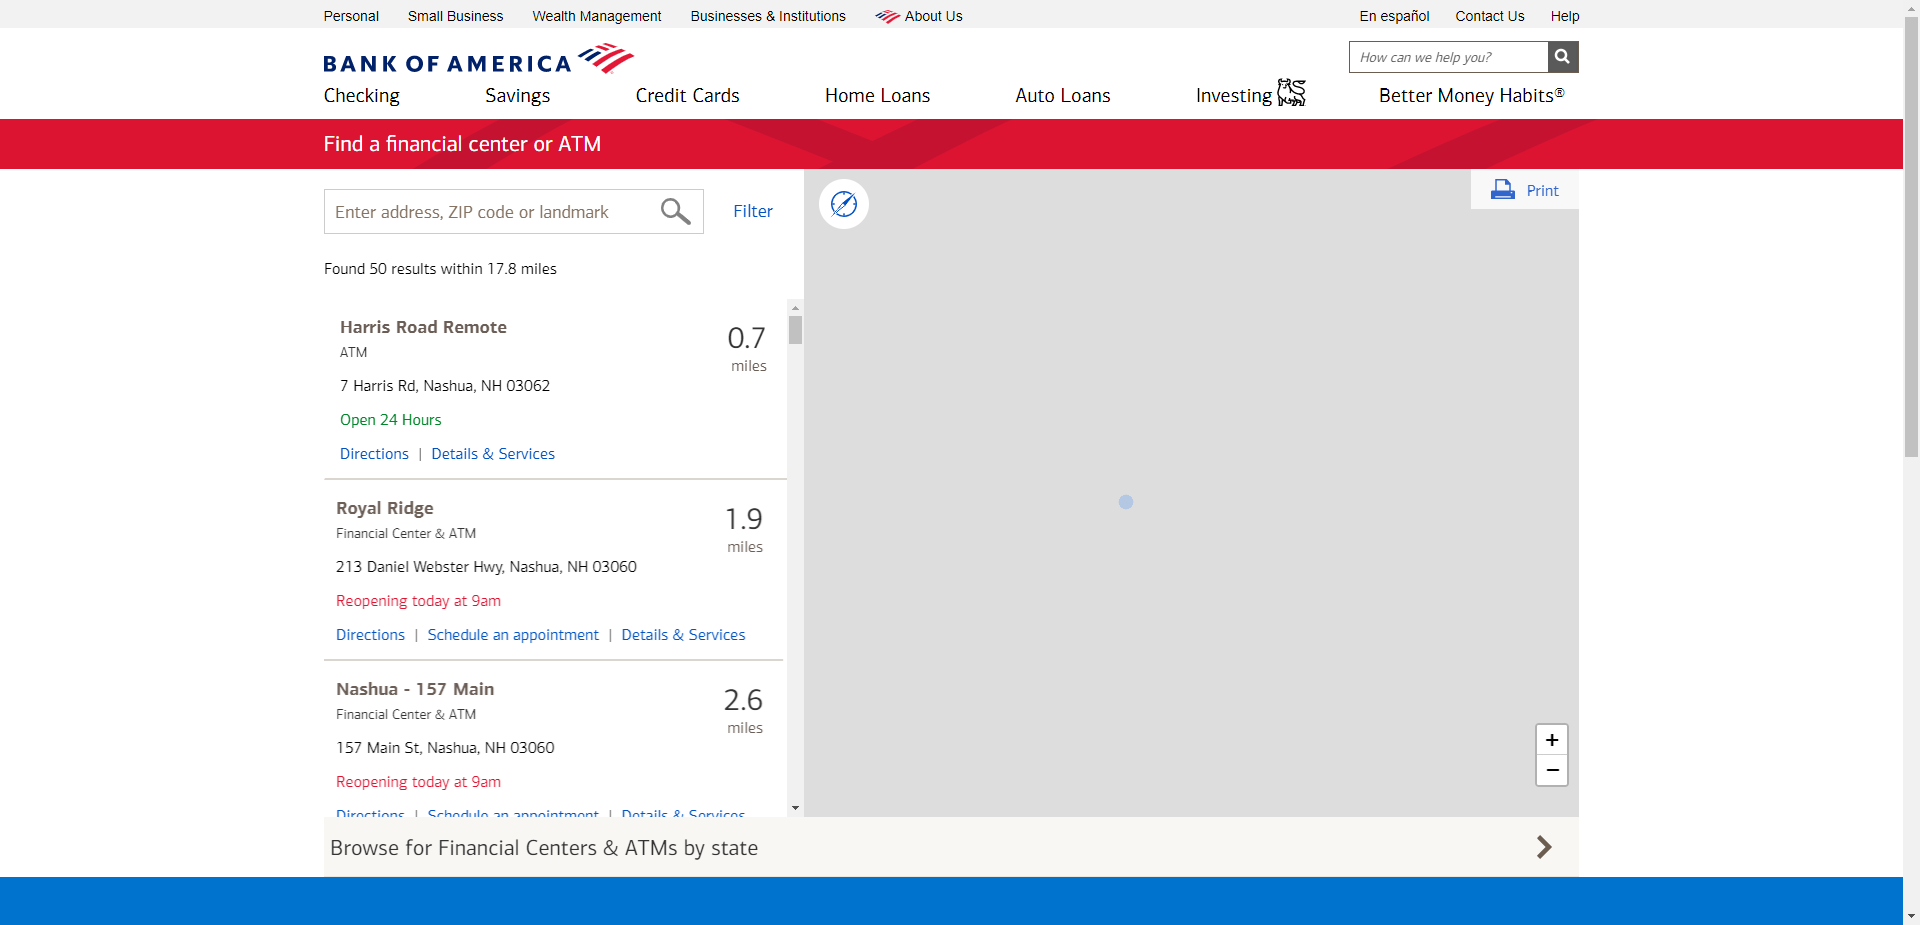 Personal Small Business Wealth Management Businesses & Institutions About Us En español Contact Us Help
BANK OF AMERICA
How can we help you?
Checking Savings Credit Cards Home Loans Auto Loans Investing Better Money Habits®
Find a financial center or ATM
Enter address, ZIP code or landmark
Filter
Print
Found 50 results within 17.8 miles
Harris Road Remote
0.7
miles
ATM
7 Harris Rd, Nashua, NH 03062
Open 24 Hours
Directions | Details & Services
Royal Ridge
1.9
miles
Financial Center & ATM
213 Daniel Webster Hwy, Nashua, NH 03060
Reopening today at 9am
Directions | Schedule an appointment | Details & Services
Nashua - 157 Main
2.6
miles
Financial Center & ATM
157 Main St, Nashua, NH 03060
Reopening today at 9am
Directions | Schedule an appointment | Details & Services
+
−
Browse for Financial Centers & ATMs by state